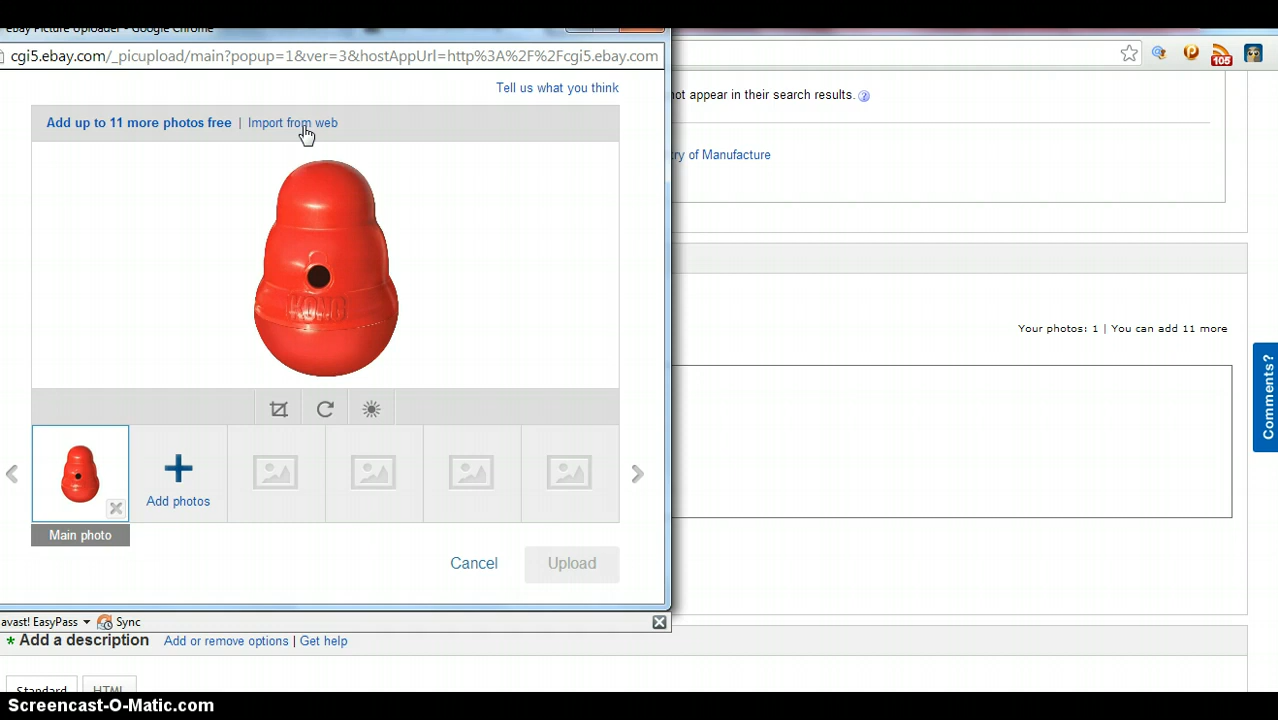 ebay Picture Uploader - Google Chrome
cgi5.ebay.com/_picupload/main?popup=1&ver=3&hostAppUrl=http%3A%2F%2Fcgi5.ebay.com
Tell us what you think
not appear in their search results. ?
105
Add up to 11 more photos free | Import from web
ry of Manufacture
KONG
Your photos: 1 | You can add 11 more
Comments?
Add photos
Main photo
Cancel
Upload
avast! EasyPass
Sync
* Add a description Add or remove options | Get help
Standard
HTML
Screencast-O-Matic.com